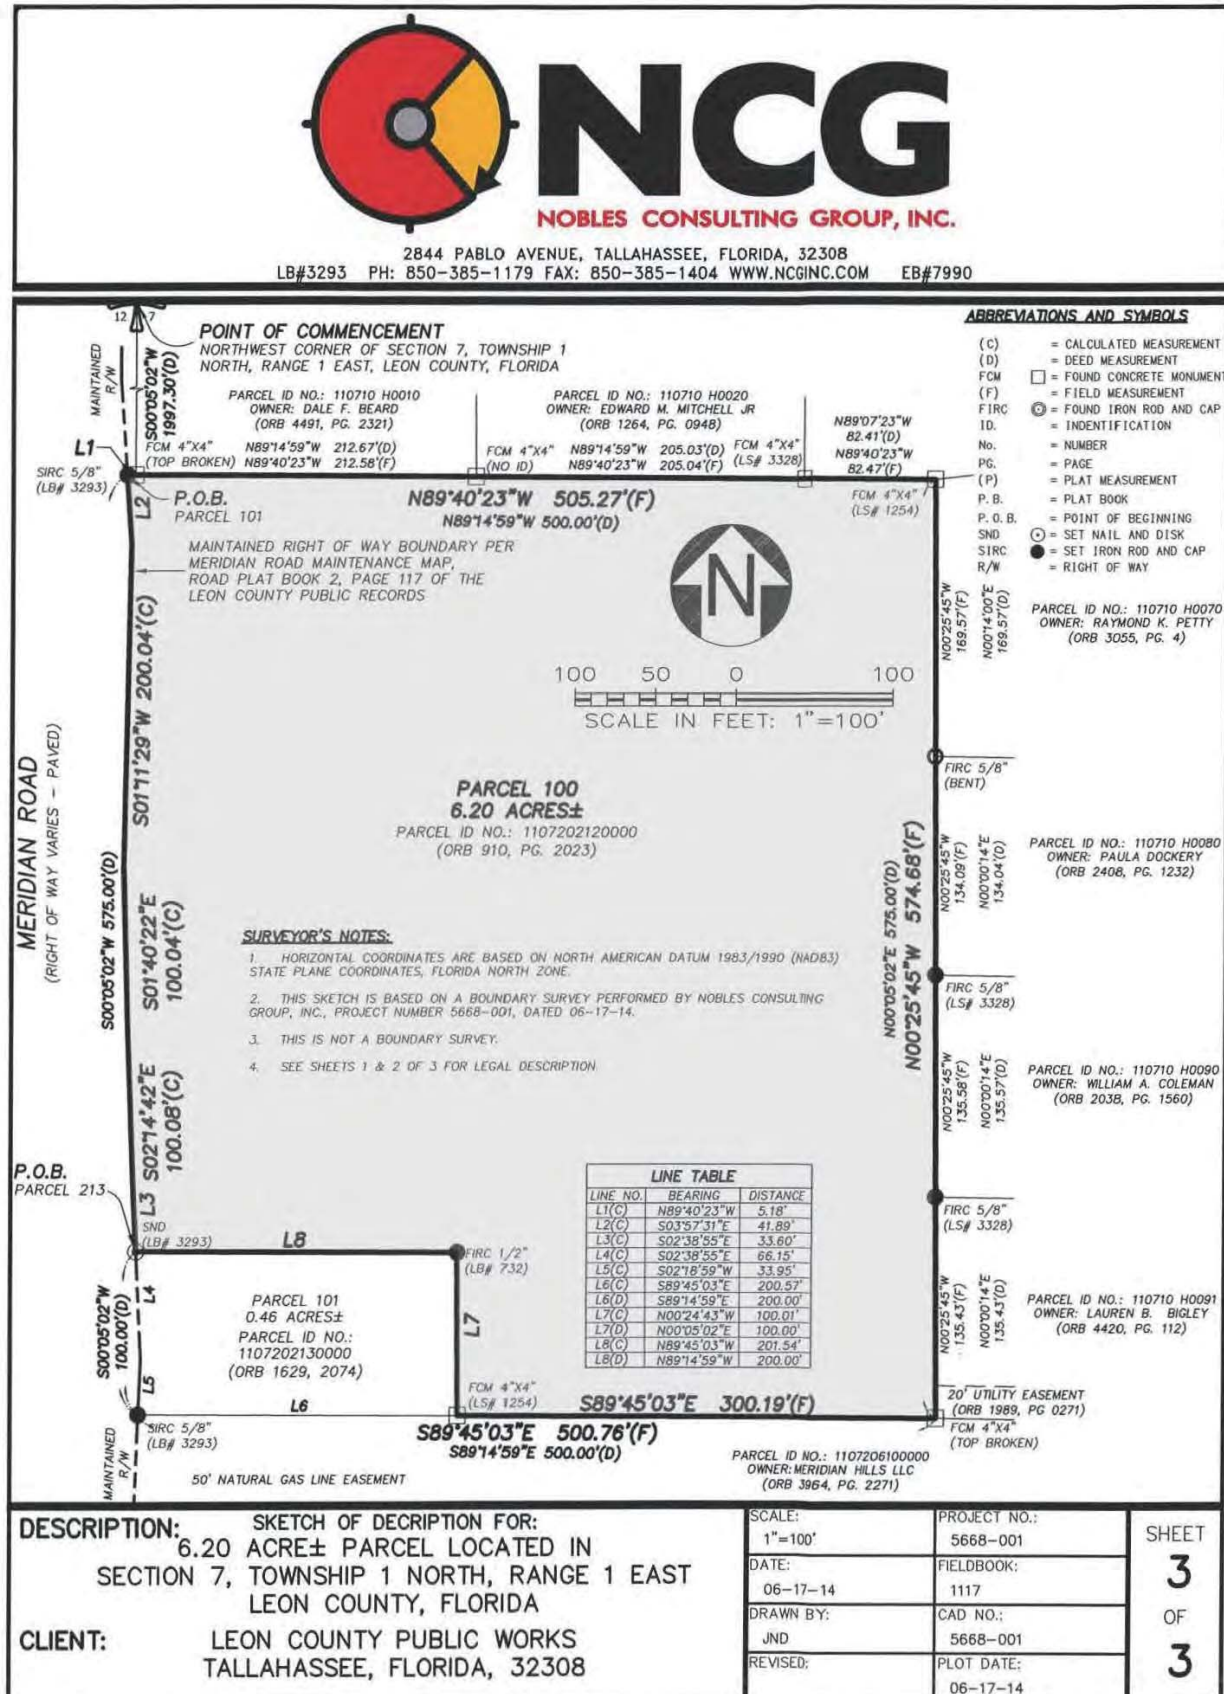 NCG
NOBLES CONSULTING GROUP, INC.
2844 PABLO AVENUE, TALLAHASSEE, FLORIDA, 32308
LB#3293 PH: 850-385-1179 FAX: 850-385-1404 WWW.NCGINC.COM EB#7990
12 7
POINT OF COMMENCEMENT
NORTHWEST CORNER OF SECTION 7, TOWNSHIP 1
NORTH, RANGE 1 EAST, LEON COUNTY, FLORIDA
MAINTAINED
R/W
S00°05'02"W
1997.30'(D)
L1
SIRC 5/8"
(LB# 3293)
PARCEL ID NO.: 110710 H0010
OWNER: DALE F. BEARD
(ORB 4491, PG. 2321)
FCM 4"X4"
(TOP BROKEN)
N89°14'59"W 212.67'(D)
N89°40'23"W 212.58'(F)
PARCEL ID NO.: 110710 H0020
OWNER: EDWARD M. MITCHELL JR
(ORB 1264, PG. 0948)
FCM 4"X4"
(NO ID)
N89°14'59"W 205.03'(D)
N89°40'23"W 205.04'(F)
FCM 4"X4"
(LS# 3328)
N89°07'23"W
82.41'(D)
N89°40'23"W
82.47'(F)
FCM 4"X4"
(LS# 1254)
ABBREVIATIONS AND SYMBOLS
(C) = CALCULATED MEASUREMENT
(D) = DEED MEASUREMENT
FCM = FOUND CONCRETE MONUMENT
(F) = FIELD MEASUREMENT
FIRC = FOUND IRON ROD AND CAP
ID. = INDENTIFICATION
No. = NUMBER
PG. = PAGE
(P) = PLAT MEASUREMENT
P.B. = PLAT BOOK
P.O.B. = POINT OF BEGINNING
SND = SET NAIL AND DISK
SIRC = SET IRON ROD AND CAP
R/W = RIGHT OF WAY
L2
P.O.B.
PARCEL 101
N89°40'23"W 505.27'(F)
N89°14'59"W 500.00'(D)
MAINTAINED RIGHT OF WAY BOUNDARY PER
MERIDIAN ROAD MAINTENANCE MAP,
ROAD PLAT BOOK 2, PAGE 117 OF THE
LEON COUNTY PUBLIC RECORDS
N
100 50 0 100
SCALE IN FEET: 1"=100'
S01°11'29"W 200.04'(C)
MERIDIAN ROAD
(RIGHT OF WAY VARIES - PAVED)
S00°05'02"W 575.00'(D)
S01°40'22"E
100.04'(C)
S02°14'42"E
100.08'(C)
PARCEL 100
6.20 ACRES±
PARCEL ID NO.: 1107202120000
(ORB 910, PG. 2023)
N00°25'45"W
169.57'(F)
N00°14'00"E
169.57'(D)
PARCEL ID NO.: 110710 H0070
OWNER: RAYMOND K. PETTY
(ORB 3055, PG. 4)
FIRC 5/8"
(BENT)
N00°05'02"E 575.00'(D)
N00°25'45"W 574.68'(F)
N00°25'45"W
134.09'(F)
N00°00'14"E
134.04'(D)
PARCEL ID NO.: 110710 H0080
OWNER: PAULA DOCKERY
(ORB 2408, PG. 1232)
FIRC 5/8"
(LS# 3328)
SURVEYOR'S NOTES:
1. HORIZONTAL COORDINATES ARE BASED ON NORTH AMERICAN DATUM 1983/1990 (NAD83)
STATE PLANE COORDINATES, FLORIDA NORTH ZONE.
2. THIS SKETCH IS BASED ON A BOUNDARY SURVEY PERFORMED BY NOBLES CONSULTING
GROUP, INC., PROJECT NUMBER 5668-001, DATED 06-17-14.
3. THIS IS NOT A BOUNDARY SURVEY.
4. SEE SHEETS 1 & 2 OF 3 FOR LEGAL DESCRIPTION
N00°25'45"W
135.58'(F)
N00°00'14"E
135.57'(D)
PARCEL ID NO.: 110710 H0090
OWNER: WILLIAM A. COLEMAN
(ORB 2038, PG. 1560)
FIRC 5/8"
(LS# 3328)
P.O.B.
PARCEL 213
L3
SND
(LB# 3293)
L8
FIRC 1/2"
(LB# 732)
LINE TABLE
LINE NO. BEARING DISTANCE
L1(C) N89°40'23"W 5.18'
L2(C) S03°57'31"E 41.89'
L3(C) S02°38'55"E 33.60'
L4(C) S02°38'55"E 66.15'
L5(C) S02°18'59"W 33.95'
L6(C) S89°45'03"E 200.57'
L6(D) S89°14'59"E 200.00'
L7(C) N00°24'43"W 100.01'
L7(D) N00°05'02"E 100.00'
L8(C) N89°45'03"W 201.54'
L8(D) N89°14'59"W 200.00'
N00°25'45"W
135.43'(F)
N00°00'14"E
135.43'(D)
PARCEL ID NO.: 110710 H0091
OWNER: LAUREN B. BIGLEY
(ORB 4420, PG. 112)
S00°05'02"W
100.00'(D)
L4
L5
PARCEL 101
0.46 ACRES±
PARCEL ID NO.:
1107202130000
(ORB 1629, 2074)
L7
L6
FCM 4"X4"
(LS# 1254)
S89°45'03"E 300.19'(F)
20' UTILITY EASEMENT
(ORB 1989, PG 0271)
FCM 4"X4"
(TOP BROKEN)
SIRC 5/8"
(LB# 3293)
S89°45'03"E 500.76'(F)
S89°14'59"E 500.00'(D)
MAINTAINED
R/W
50' NATURAL GAS LINE EASEMENT
PARCEL ID NO.: 1107206100000
OWNER: MERIDIAN HILLS LLC
(ORB 3964, PG. 2271)
DESCRIPTION: SKETCH OF DECRIPTION FOR:
6.20 ACRE± PARCEL LOCATED IN
SECTION 7, TOWNSHIP 1 NORTH, RANGE 1 EAST
LEON COUNTY, FLORIDA
CLIENT: LEON COUNTY PUBLIC WORKS
TALLAHASSEE, FLORIDA, 32308
SCALE:
1"=100'
PROJECT NO.:
5668-001
DATE:
06-17-14
FIELDBOOK:
1117
DRAWN BY:
JND
CAD NO.:
5668-001
REVISED:
PLOT DATE:
06-17-14
SHEET
3
OF
3